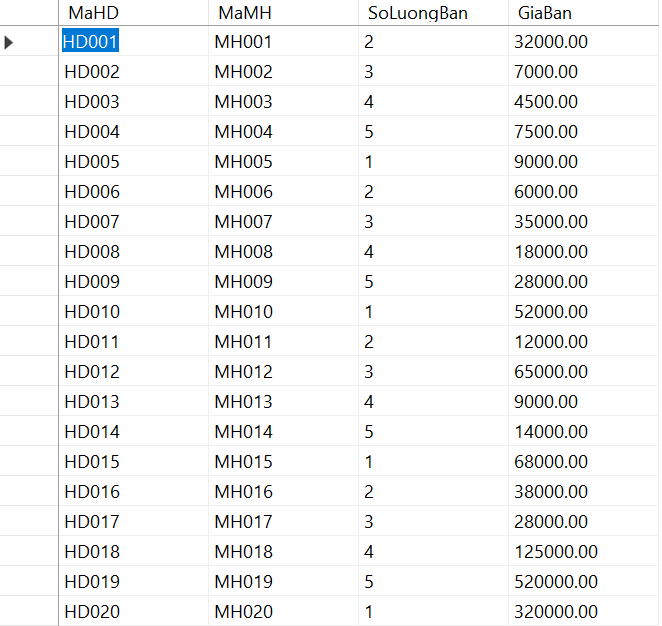 MaHD MaMH SoLuongBan GiaBan
HD001 MH001 2 32000.00
HD002 MH002 3 7000.00
HD003 MH003 4 4500.00
HD004 MH004 5 7500.00
HD005 MH005 1 9000.00
HD006 MH006 2 6000.00
HD007 MH007 3 35000.00
HD008 MH008 4 18000.00
HD009 MH009 5 28000.00
HD010 MH010 1 52000.00
HD011 MH011 2 12000.00
HD012 MH012 3 65000.00
HD013 MH013 4 9000.00
HD014 MH014 5 14000.00
HD015 MH015 1 68000.00
HD016 MH016 2 38000.00
HD017 MH017 3 28000.00
HD018 MH018 4 125000.00
HD019 MH019 5 520000.00
HD020 MH020 1 320000.00